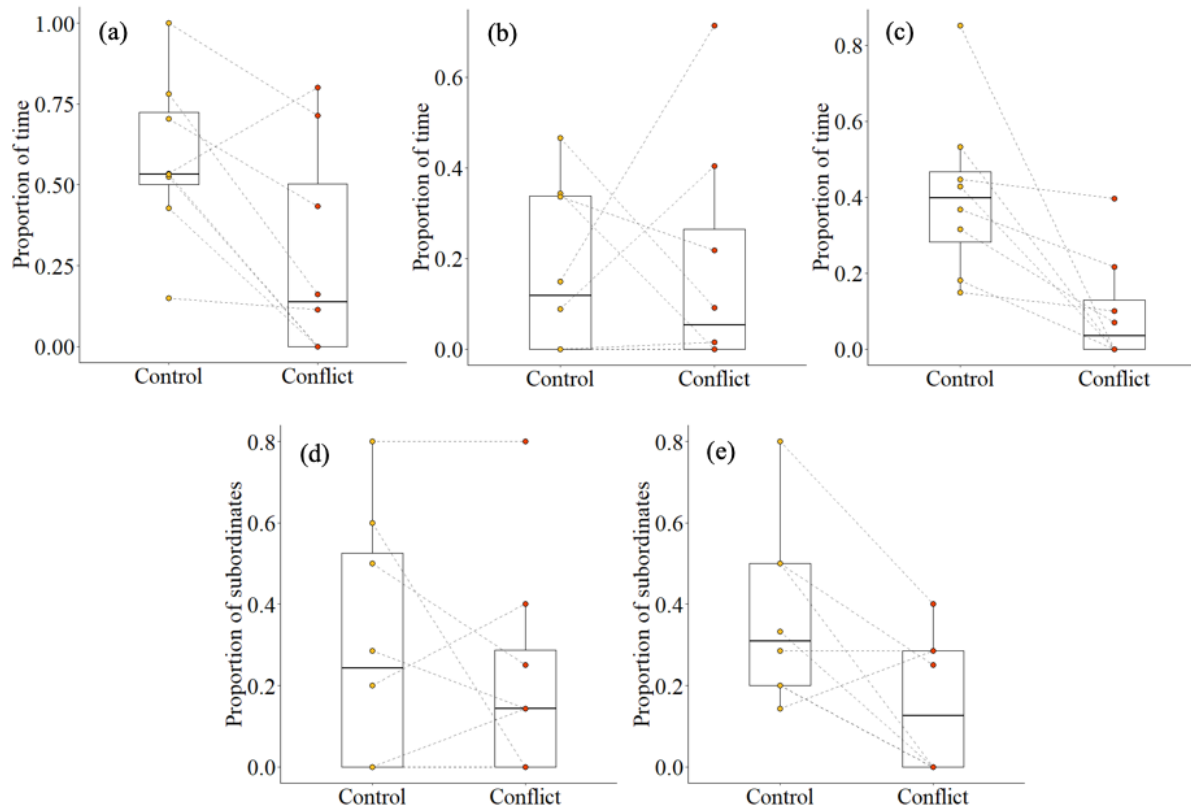 (a)
Proportion of time
1.00
0.75
0.50
0.25
0.00
Control Conflict
(b)
Proportion of time
0.6
0.4
0.2
0.0
Control Conflict
(c)
Proportion of time
0.8
0.6
0.4
0.2
0.0
Control Conflict
(d)
Proportion of subordinates
0.8
0.6
0.4
0.2
0.0
Control Conflict
(e)
Proportion of subordinates
0.8
0.6
0.4
0.2
0.0
Control Conflict